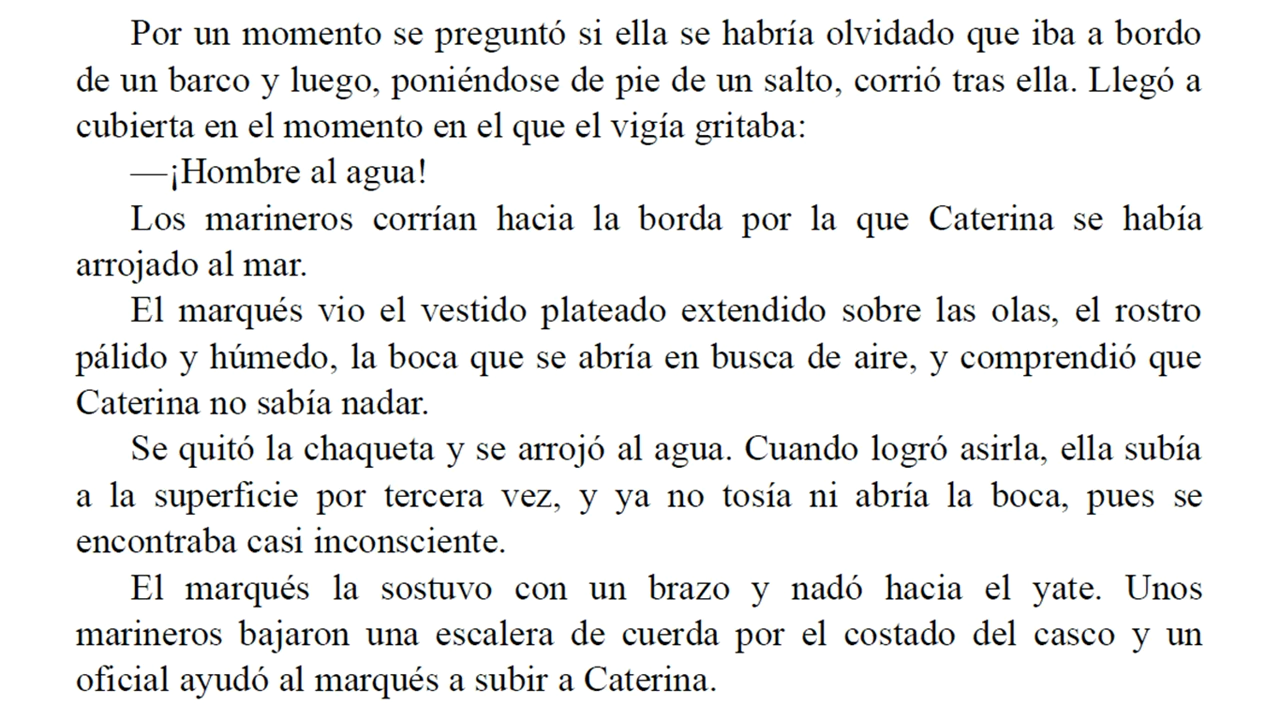 Por un momento se preguntó si ella se habría olvidado que iba a bordo
de un barco y luego, poniéndose de pie de un salto, corrió tras ella. Llegó a
cubierta en el momento en el que el vigía gritaba:
—¡Hombre al agua!
Los marineros corrían hacia la borda por la que Caterina se había
arrojado al mar.
El marqués vio el vestido plateado extendido sobre las olas, el rostro
pálido y húmedo, la boca que se abría en busca de aire, y comprendió que
Caterina no sabía nadar.
Se quitó la chaqueta y se arrojó al agua. Cuando logró asirla, ella subía
a la superficie por tercera vez, y ya no tosía ni abría la boca, pues se
encontraba casi inconsciente.
El marqués la sostuvo con un brazo y nadó hacia el yate. Unos
marineros bajaron una escalera de cuerda por el costado del casco y un
oficial ayudó al marqués a subir a Caterina.